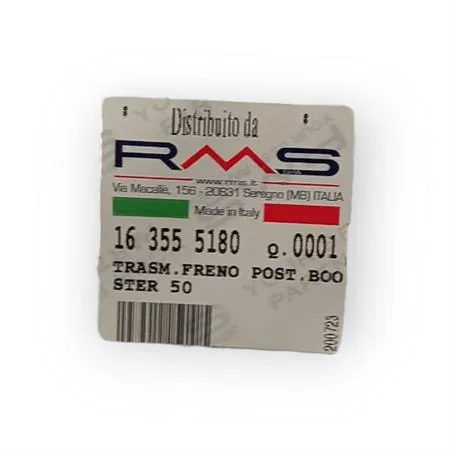 Distribuito da
RMS
www.rms.it
Via Macallè, 156 - 20831 Seregno (MB) ITALIA
Made in Italy
16 355 5180 Q.0001
TRASM.FRENO POST.BOO
STER 50
200723